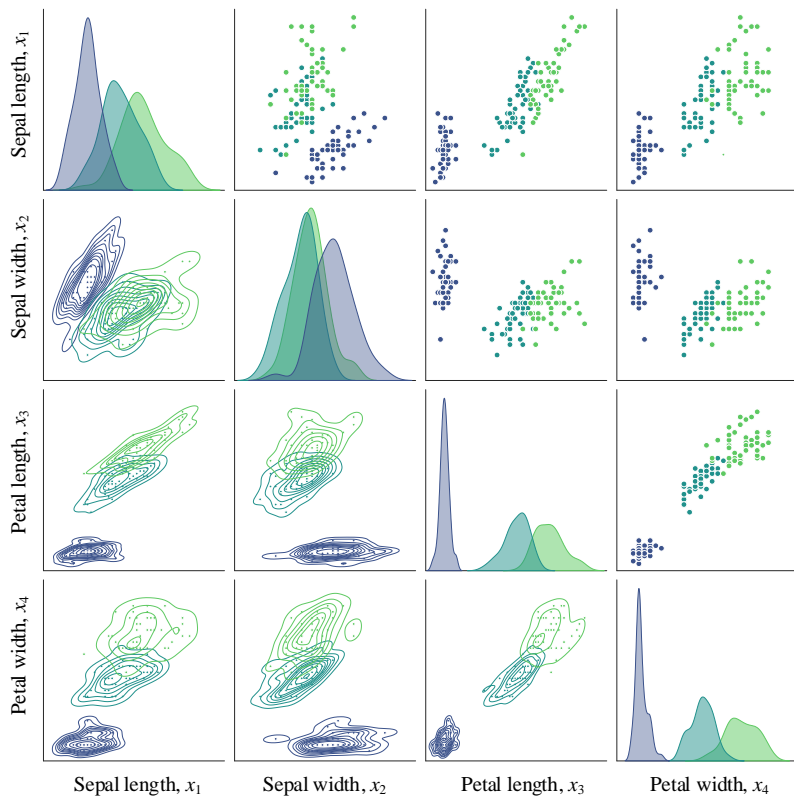 Sepal length, x₁
Sepal width, x₂
Petal length, x₃
Petal width, x₄
Sepal length, x₁
Sepal width, x₂
Petal length, x₃
Petal width, x₄